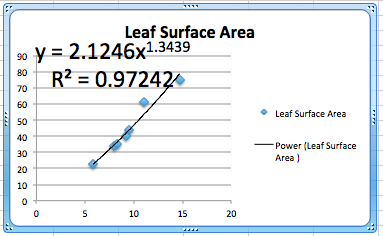 Leaf Surface Area
y = 2.1246x^1.3439
R² = 0.97242
90
80
70
60
50
40
30
20
10
0
0 5 10 15 20
Leaf Surface Area
Power (Leaf Surface
Area )